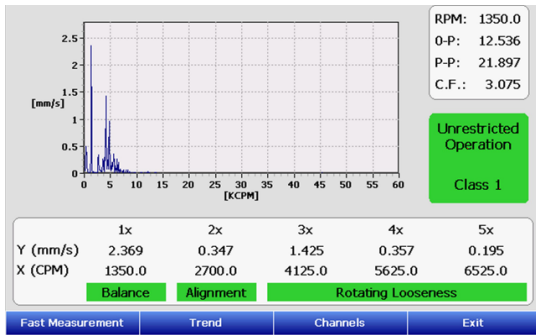 RPM: 1350.0
0-P: 12.536
P-P: 21.897
C.F.: 3.075
2.5
2
1.5
[mm/s]
1
0.5
0
0 5 10 15 20 25 30 35 40 45 50 55 60
[KCPM]
Unrestricted
Operation
Class 1
1x 2x 3x 4x 5x
Y (mm/s) 2.369 0.347 1.425 0.357 0.195
X (CPM) 1350.0 2700.0 4125.0 5625.0 6525.0
Balance Alignment Rotating Looseness
Fast Measurement Trend Channels Exit